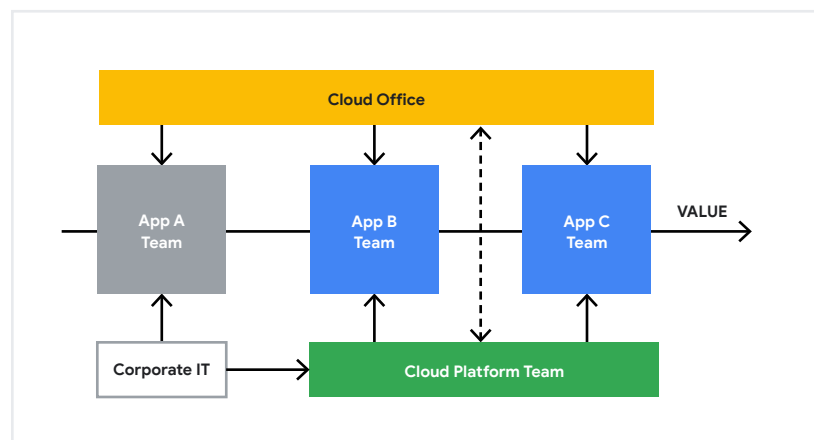 Cloud Office
App A
Team
App B
Team
App C
Team
VALUE
Corporate IT
Cloud Platform Team